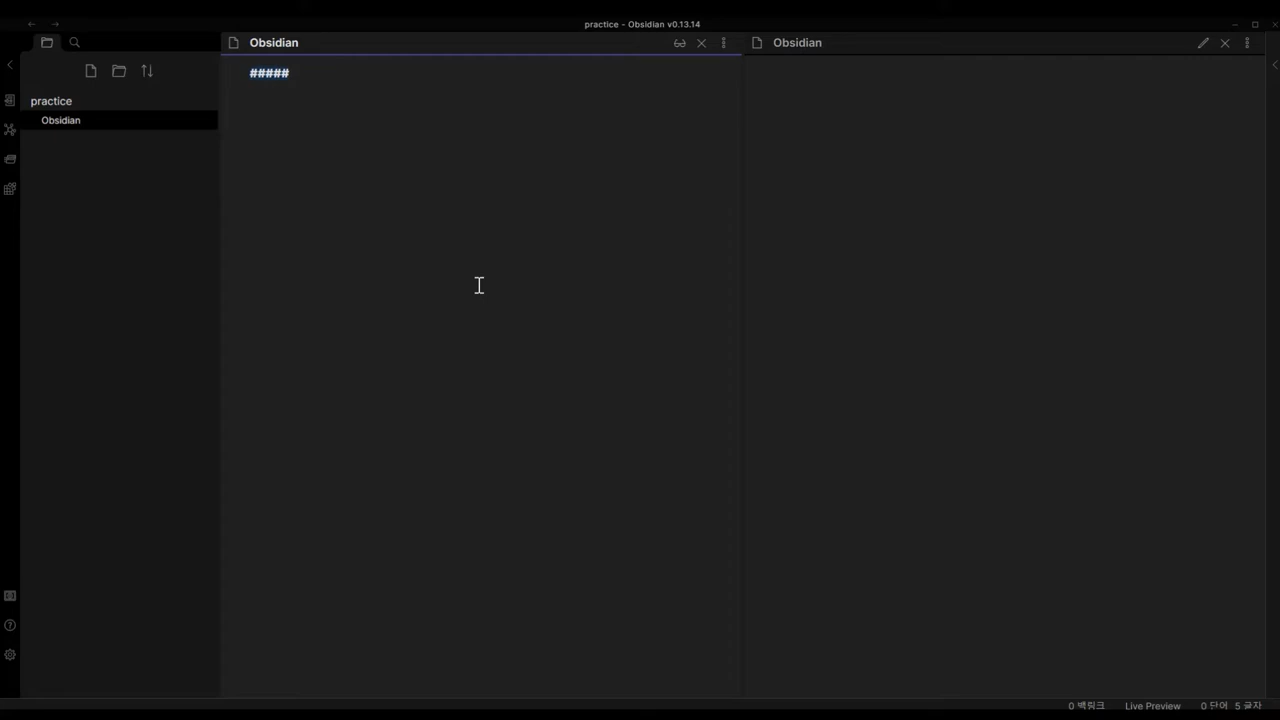 practice - Obsidian v0.13.14
Obsidian
Obsidian
#####
practice
Obsidian
0 백링크
Live Preview
0 단어 5 글자